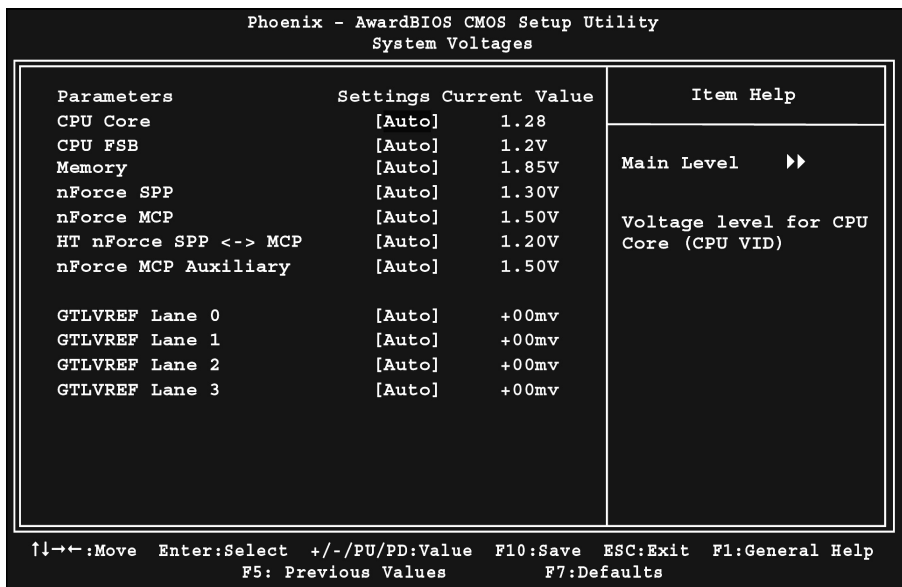 Phoenix - AwardBIOS CMOS Setup Utility
System Voltages
Parameters Settings Current Value
CPU Core [Auto] 1.28
CPU FSB [Auto] 1.2V
Memory [Auto] 1.85V
nForce SPP [Auto] 1.30V
nForce MCP [Auto] 1.50V
HT nForce SPP <-> MCP [Auto] 1.20V
nForce MCP Auxiliary [Auto] 1.50V
GTLVREF Lane 0 [Auto] +00mv
GTLVREF Lane 1 [Auto] +00mv
GTLVREF Lane 2 [Auto] +00mv
GTLVREF Lane 3 [Auto] +00mv
Item Help
Main Level ▶▶
Voltage level for CPU
Core (CPU VID)
↑↓→←:Move Enter:Select +/-/PU/PD:Value F10:Save ESC:Exit F1:General Help
F5: Previous Values F7:Defaults